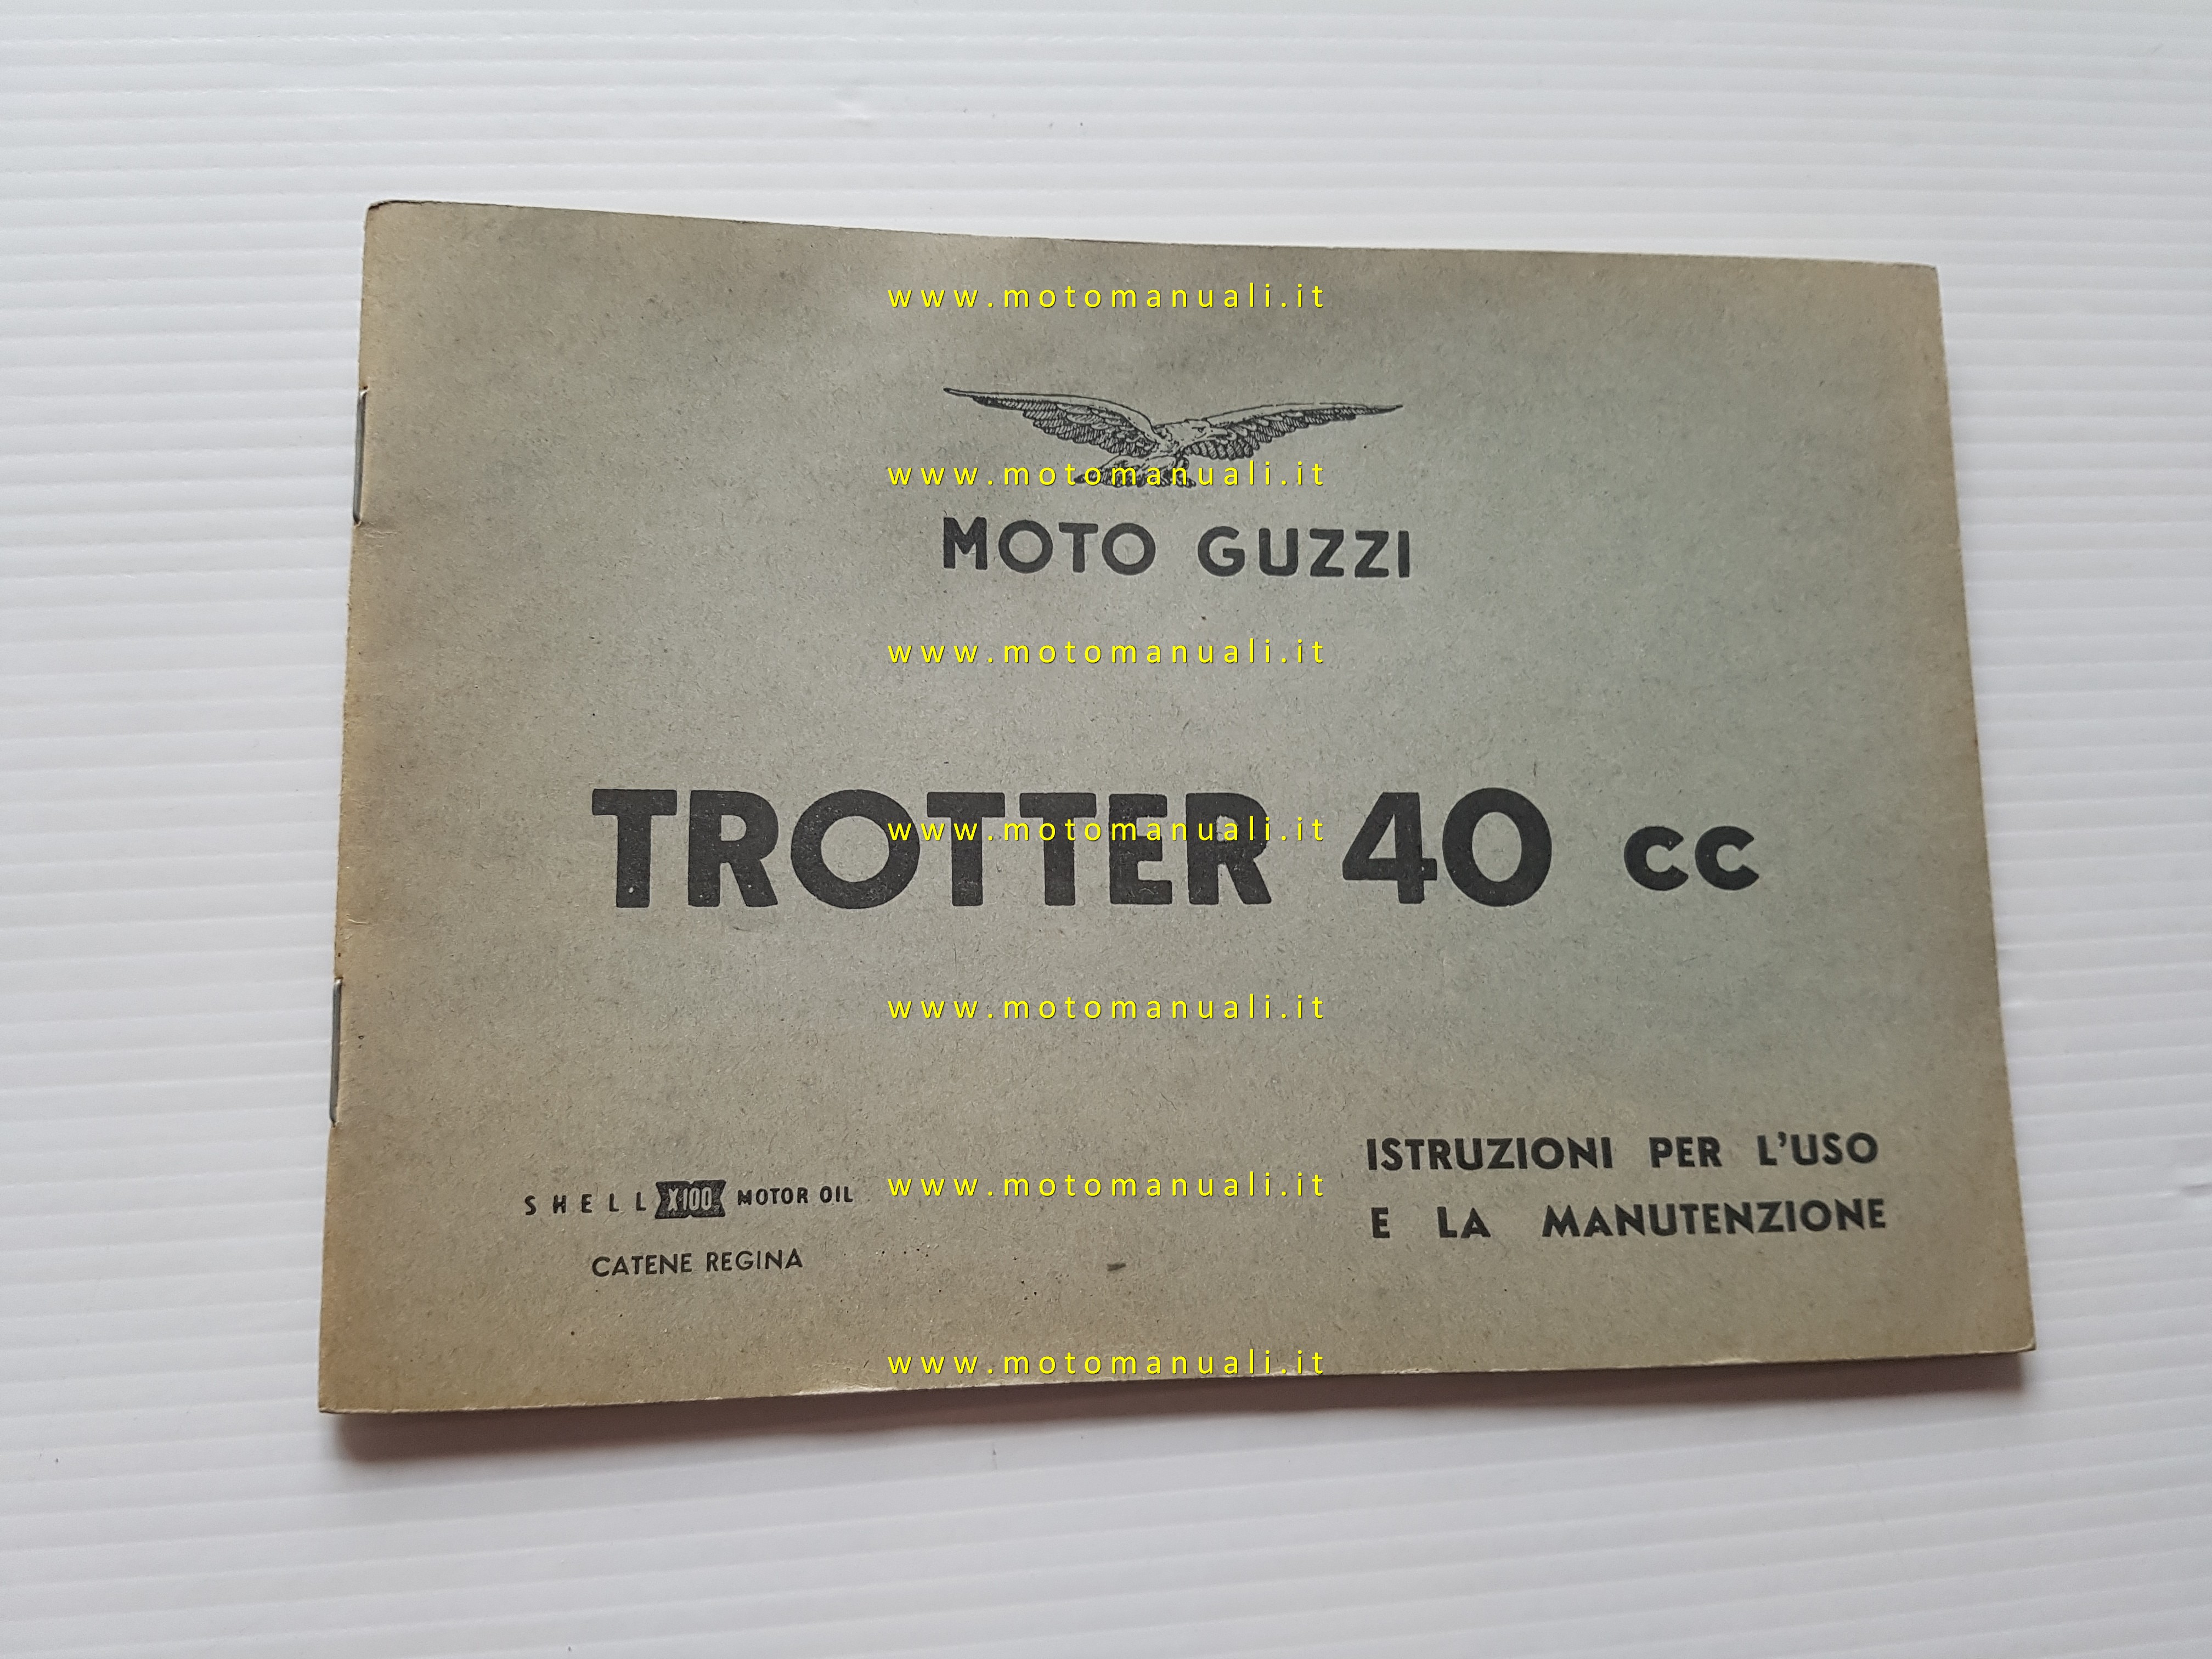 www.motomanuali.it
www.motomanuali.it
MOTO GUZZI
www.motomanuali.it
TROTTER 40 cc
www.motomanuali.it
www.motomanuali.it
ISTRUZIONI PER L'USO
E LA MANUTENZIONE
www.motomanuali.it
SHELL X-100 MOTOR OIL
CATENE REGINA
www.motomanuali.it